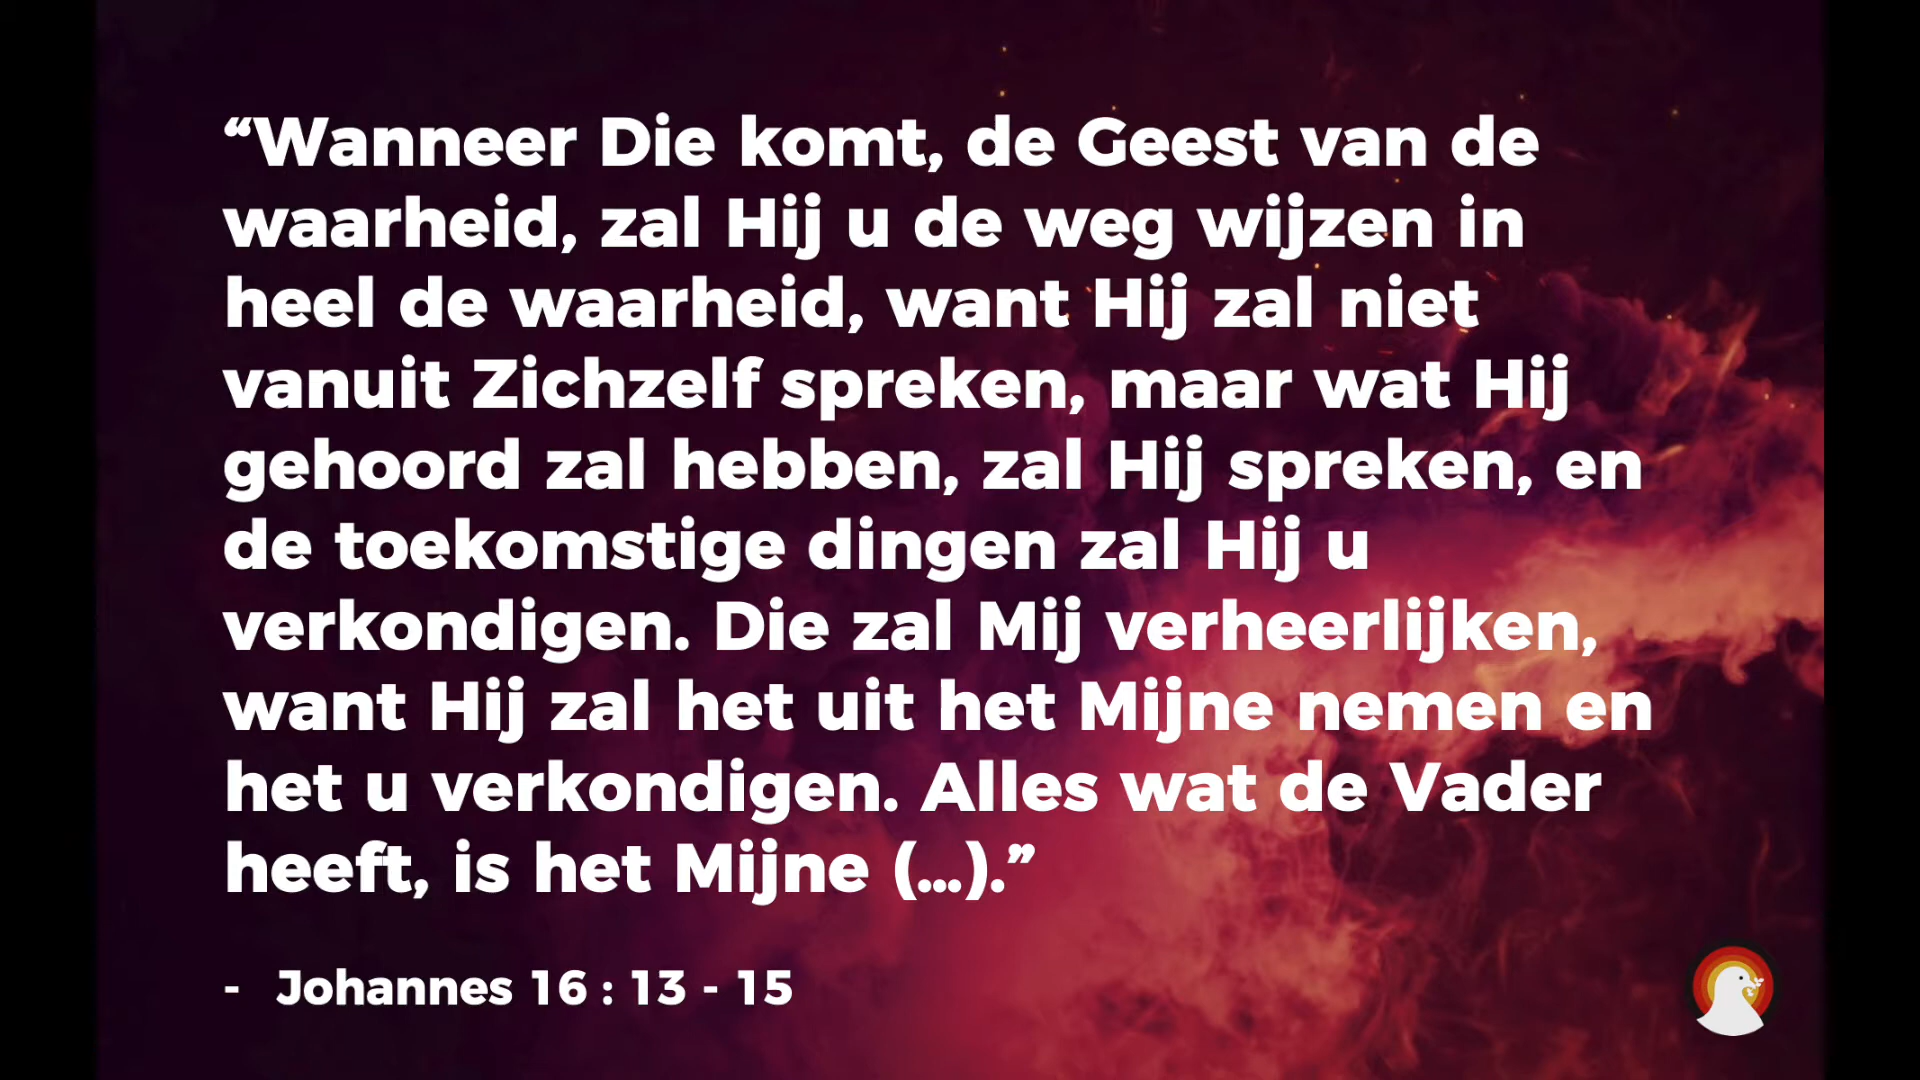 “Wanneer Die komt, de Geest van de
waarheid, zal Hij u de weg wijzen in
heel de waarheid, want Hij zal niet
vanuit Zichzelf spreken, maar wat Hij
gehoord zal hebben, zal Hij spreken, en
de toekomstige dingen zal Hij u
verkondigen. Die zal Mij verheerlijken,
want Hij zal het uit het Mijne nemen en
het u verkondigen. Alles wat de Vader
heeft, is het Mijne (...).”
- Johannes 16 : 13 - 15